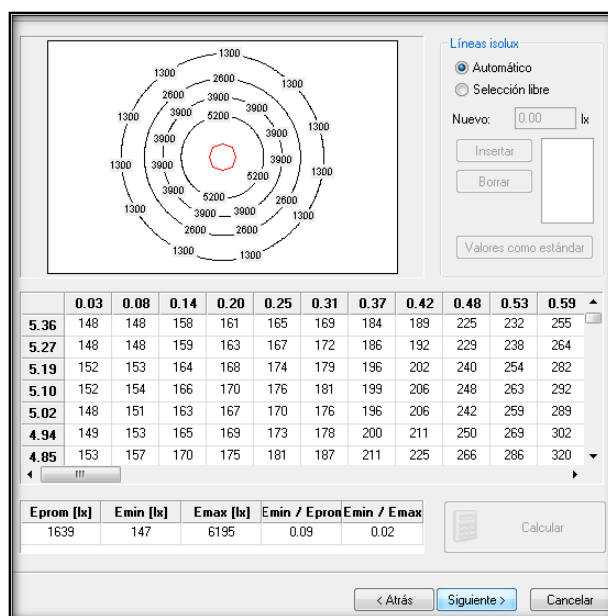 1300
1300 1300
2600
1300 3900 1300
3900 3900
5200
1300 3900 3900 1300
3900 3900
5200 5200
1300 3900 3900 1300
2600 2600
1300 1300
Líneas isolux
Automático
Selección libre
Nuevo: 0.00 lx
Insertar
Borrar
Valores como estándar
0.03 0.08 0.14 0.20 0.25 0.31 0.37 0.42 0.48 0.53 0.59
5.36 148 148 158 161 165 169 184 189 225 232 255
5.27 148 148 159 163 167 172 186 192 229 238 264
5.19 152 153 164 168 174 179 196 202 240 254 282
5.10 152 154 166 170 176 181 199 206 248 263 292
5.02 148 151 163 167 170 176 196 206 242 259 289
4.94 149 153 165 169 173 178 200 211 250 269 302
4.85 153 157 170 175 181 187 211 225 266 286 320
Eprom [lx] Emin [lx] Emax [lx] Emin / Epron Emin / Emax
1639 147 6195 0.09 0.02
Calcular
< Atrás Siguiente > Cancelar